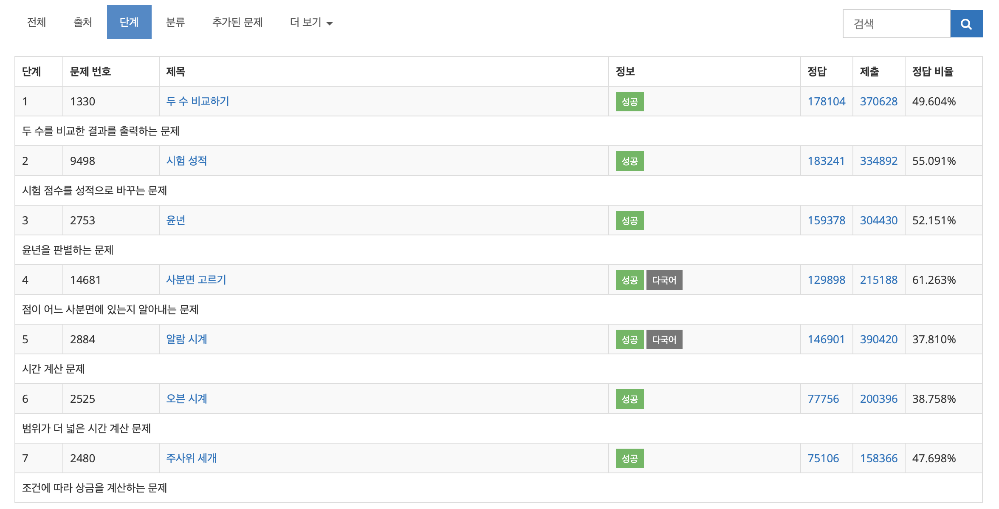 전체 출처 단계 분류 추가된 문제 더 보기 검색
단계 문제 번호 제목 정보 정답 제출 정답 비율
1 1330 두 수 비교하기 성공 178104 370628 49.604%
두 수를 비교한 결과를 출력하는 문제
2 9498 시험 성적 성공 183241 334892 55.091%
시험 점수를 성적으로 바꾸는 문제
3 2753 윤년 성공 159378 304430 52.151%
윤년을 판별하는 문제
4 14681 사분면 고르기 성공 다국어 129898 215188 61.263%
점이 어느 사분면에 있는지 알아내는 문제
5 2884 알람 시계 성공 다국어 146901 390420 37.810%
시간 계산 문제
6 2525 오븐 시계 성공 77756 200396 38.758%
범위가 더 넓은 시간 계산 문제
7 2480 주사위 세개 성공 75106 158366 47.698%
조건에 따라 상금을 계산하는 문제